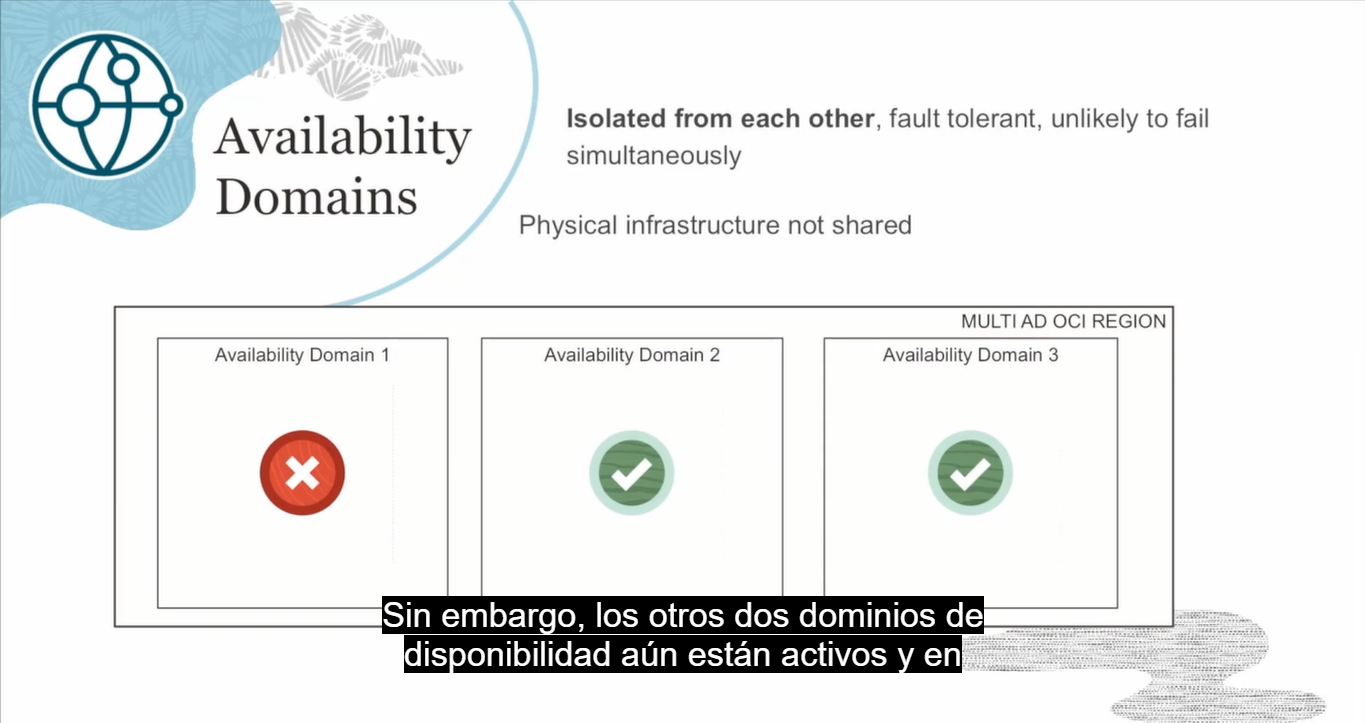 Availability
Domains
Isolated from each other, fault tolerant, unlikely to fail
simultaneously
Physical infrastructure not shared
MULTI AD OCI REGION
Availability Domain 1
Availability Domain 2
Availability Domain 3
Sin embargo, los otros dos dominios de
disponibilidad aún están activos y en